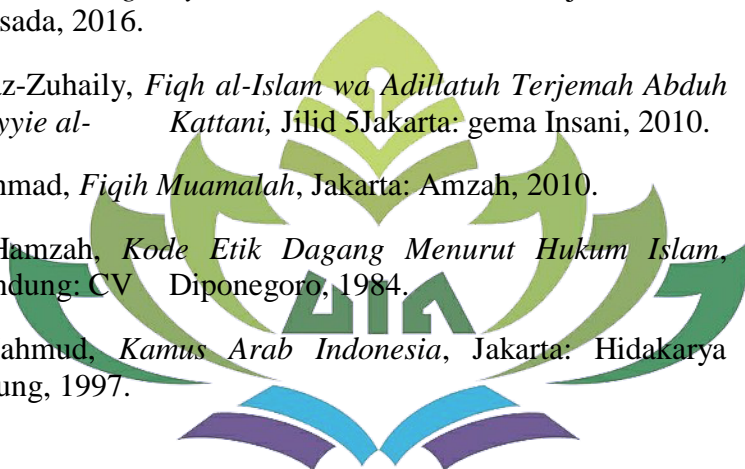 sada, 2016.
az-Zuhaily, Fiqh al-Islam wa Adillatuh Terjemah Abduh
yyie al- Kattani, Jilid 5Jakarta: gema Insani, 2010.
hmad, Fiqih Muamalah, Jakarta: Amzah, 2010.
Hamzah, Kode Etik Dagang Menurut Hukum Islam,
ndung: CV Diponegoro, 1984.
UIN
ahmud, Kamus Arab Indonesia, Jakarta: Hidakarya
ung, 1997.